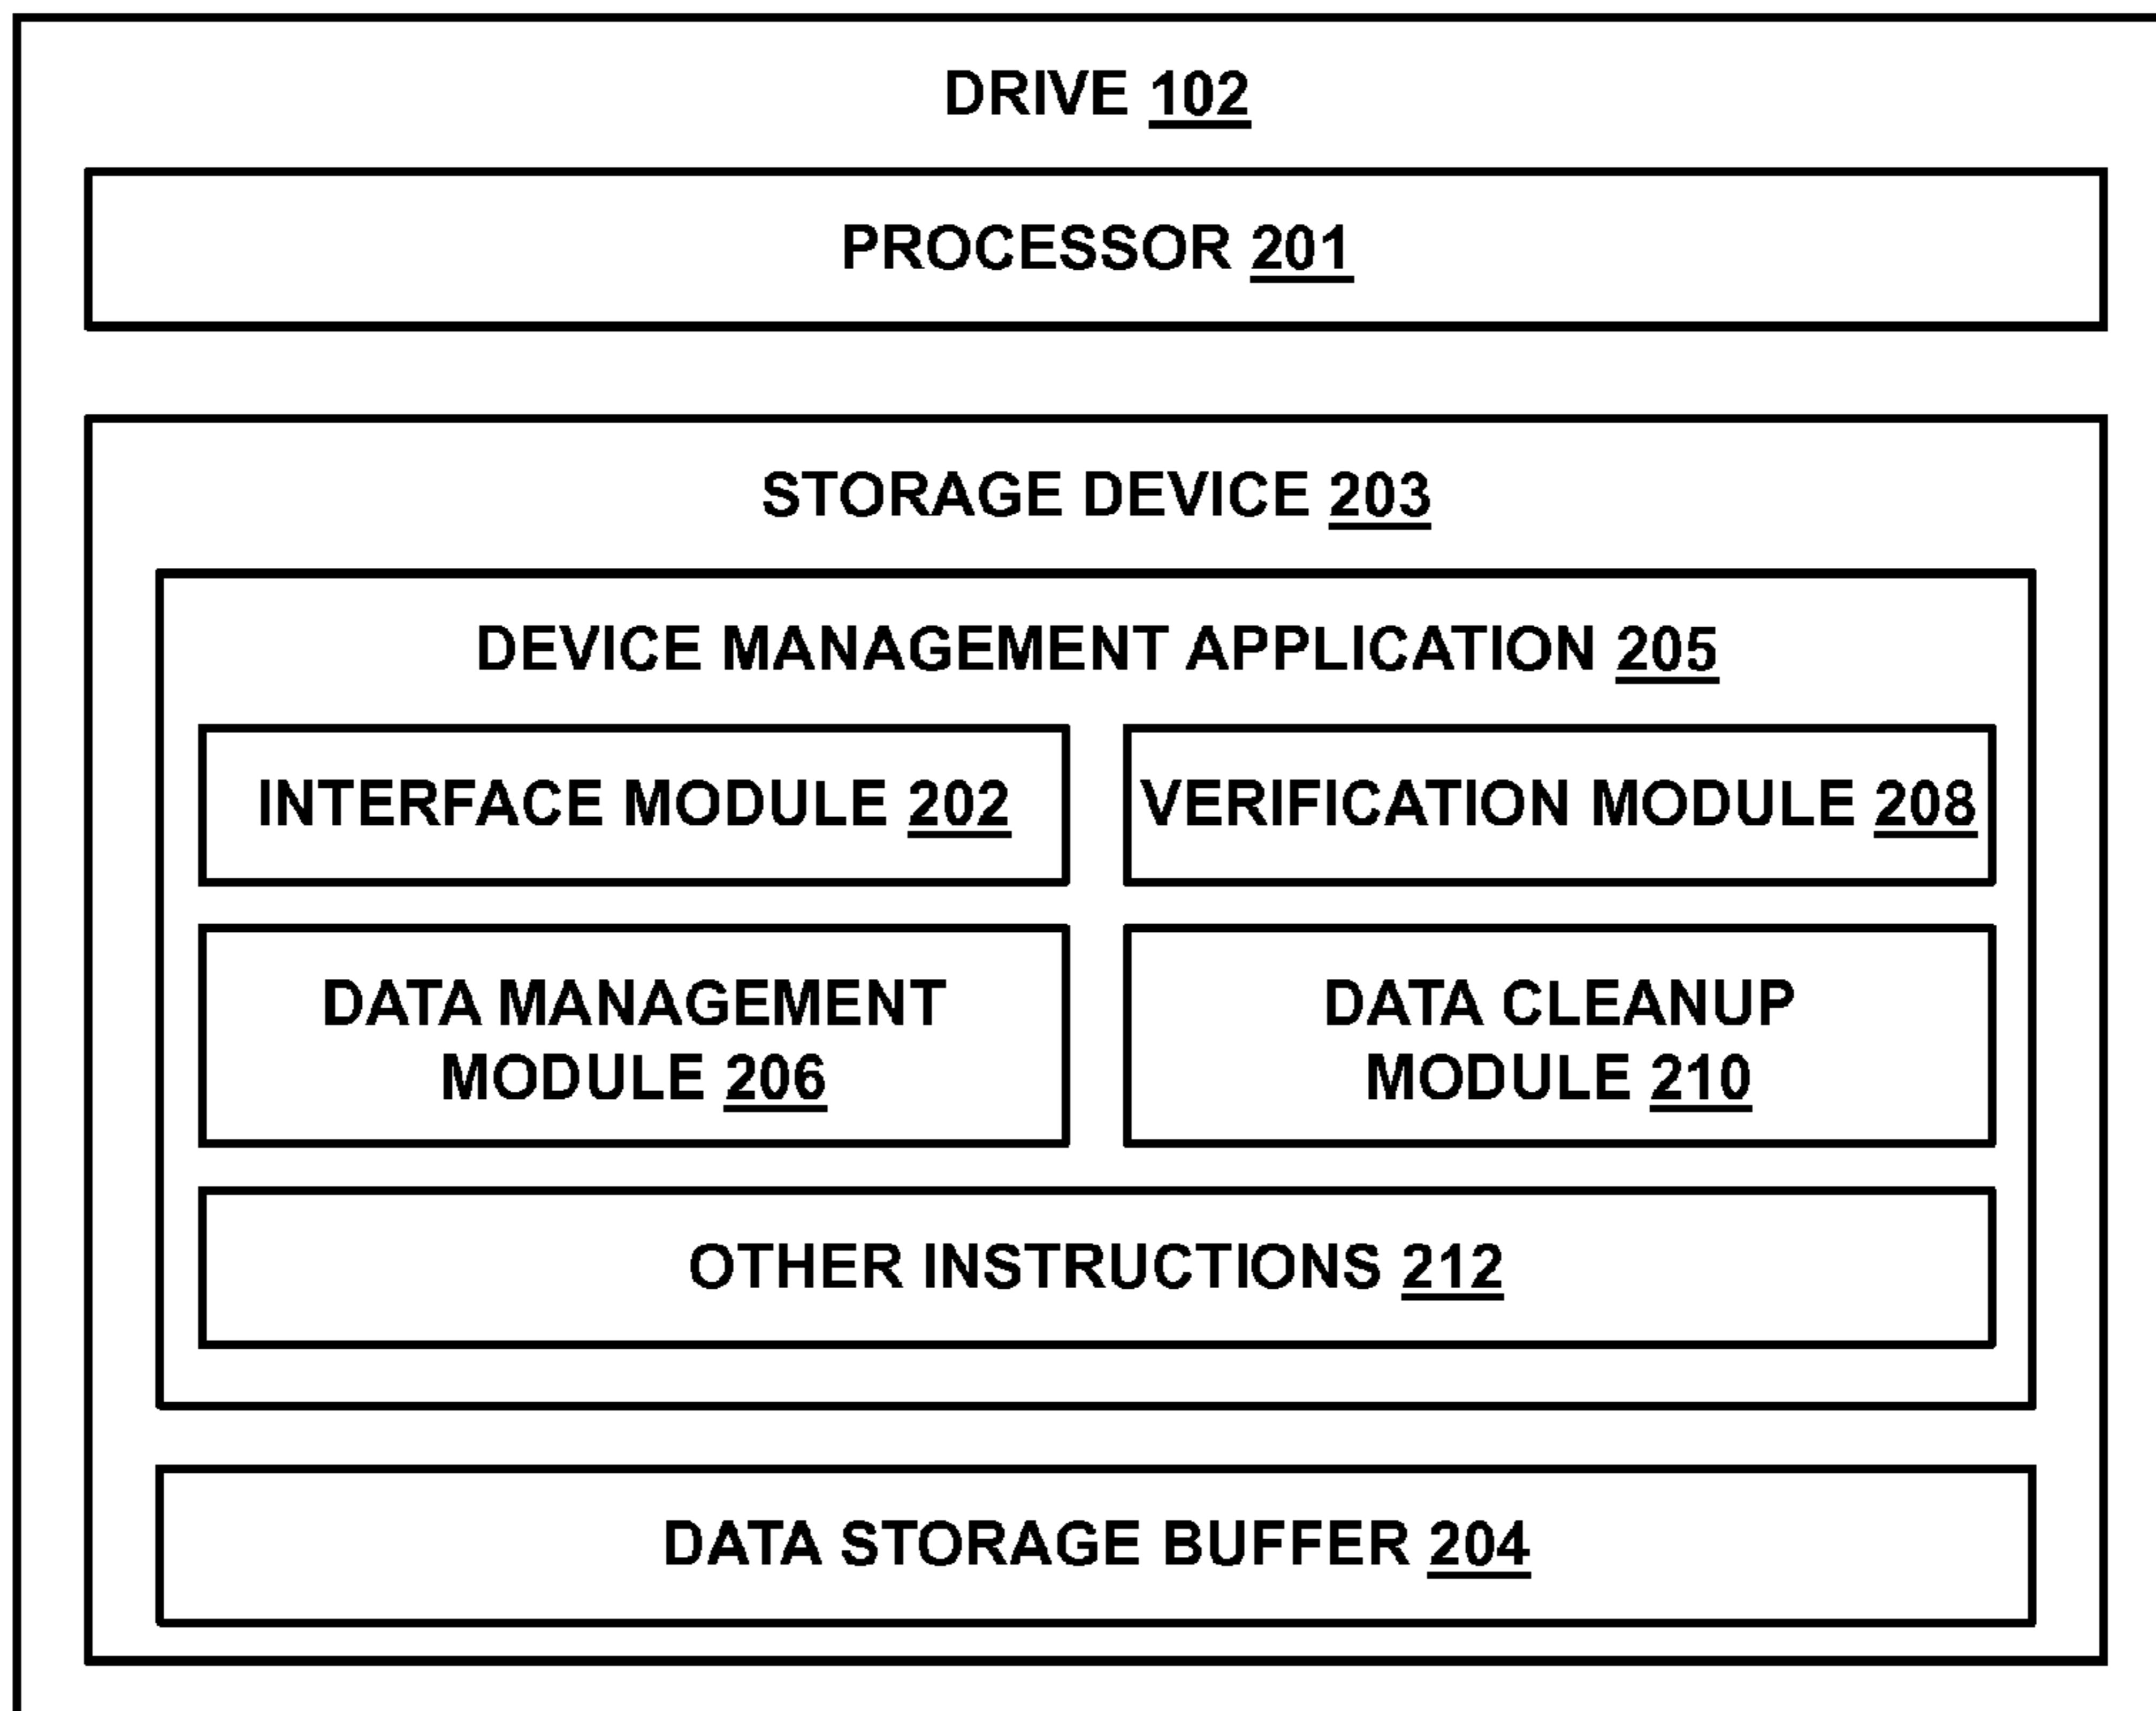 DRIVE 102
PROCESSOR 201
STORAGE DEVICE 203
DEVICE MANAGEMENT APPLICATION 205
INTERFACE MODULE 202
VERIFICATION MODULE 208
DATA MANAGEMENT
MODULE 206
DATA CLEANUP
MODULE 210
OTHER INSTRUCTIONS 212
DATA STORAGE BUFFER 204